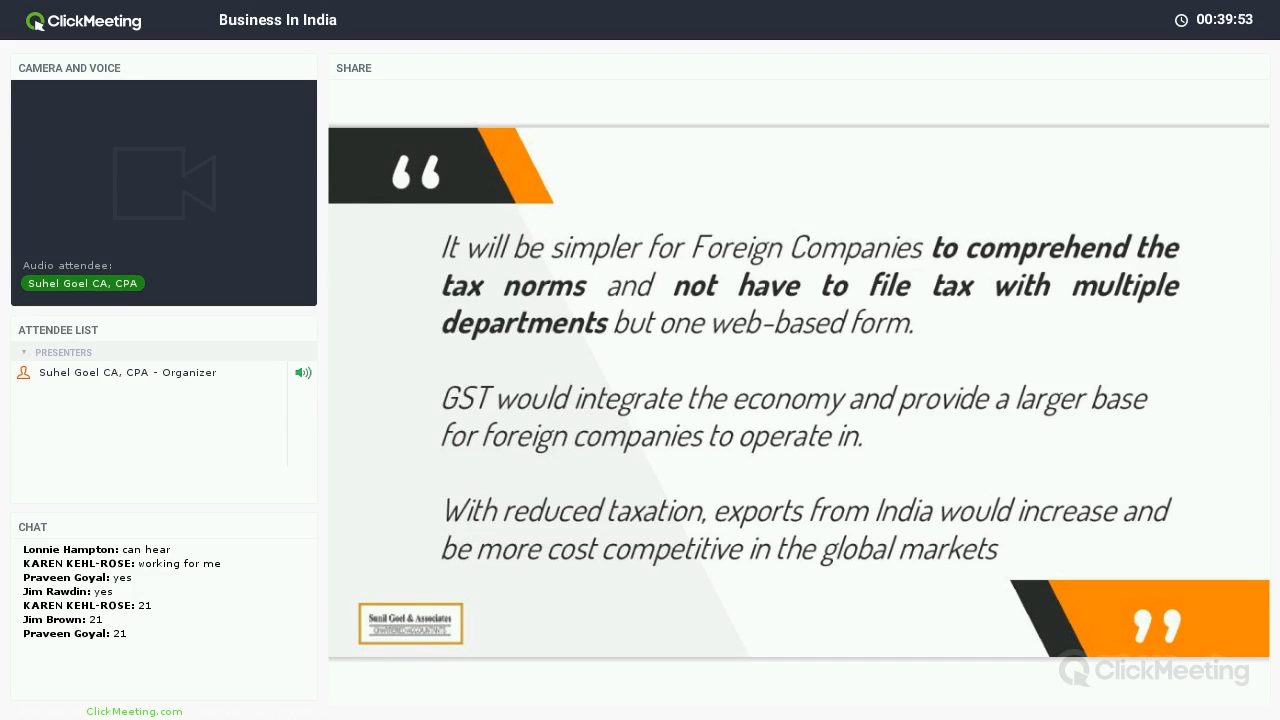 ClickMeeting
Business In India
00:39:53
CAMERA AND VOICE
Audio attendee:
Suhel Goel CA, CPA
ATTENDEE LIST
PRESENTERS
Suhel Goel CA, CPA - Organizer
CHAT
Lonnie Hampton: can hear
KAREN KEHL-ROSE: working for me
Praveen Goyal: yes
Jim Rawdin: yes
KAREN KEHL-ROSE: 21
Jim Brown: 21
Praveen Goyal: 21
ClickMeeting.com
SHARE
“
It will be simpler for Foreign Companies to comprehend the
tax norms and not have to file tax with multiple
departments but one web-based form.
GST would integrate the economy and provide a larger base
for foreign companies to operate in.
With reduced taxation, exports from India would increase and
be more cost competitive in the global markets
Sunil Goel & Associates
CHARTERED ACCOUNTANTS
”
ClickMeeting